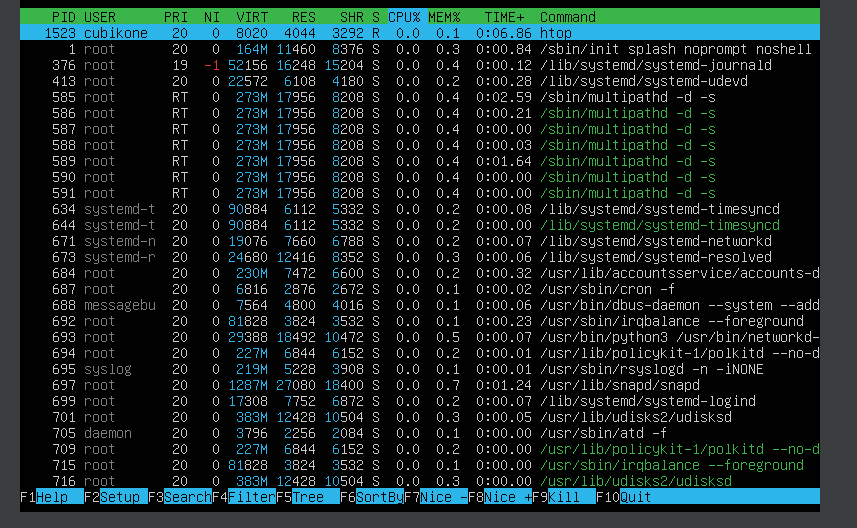 PID USER PRI NI VIRT RES SHR S CPU% MEM% TIME+ Command
1523 cubikone 20 0 8020 4044 3292 R 0.0 0.1 0:06.86 htop
1 root 20 0 164M 11460 8376 S 0.0 0.3 0:00.84 /sbin/init splash noprompt noshell
376 root 19 -1 52156 16248 15204 S 0.0 0.4 0:00.12 /lib/systemd/systemd-journald
413 root 20 0 22572 6108 4180 S 0.0 0.2 0:00.28 /lib/systemd/systemd-udevd
585 root RT 0 273M 17956 8208 S 0.0 0.4 0:02.59 /sbin/multipathd -d -s
586 root RT 0 273M 17956 8208 S 0.0 0.4 0:00.21 /sbin/multipathd -d -s
587 root RT 0 273M 17956 8208 S 0.0 0.4 0:00.00 /sbin/multipathd -d -s
588 root RT 0 273M 17956 8208 S 0.0 0.4 0:00.03 /sbin/multipathd -d -s
589 root RT 0 273M 17956 8208 S 0.0 0.4 0:01.64 /sbin/multipathd -d -s
590 root RT 0 273M 17956 8208 S 0.0 0.4 0:00.00 /sbin/multipathd -d -s
591 root RT 0 273M 17956 8208 S 0.0 0.4 0:00.00 /sbin/multipathd -d -s
634 systemd-t 20 0 90884 6112 5332 S 0.0 0.2 0:00.08 /lib/systemd/systemd-timesyncd
644 systemd-t 20 0 90884 6112 5332 S 0.0 0.2 0:00.00 /lib/systemd/systemd-timesyncd
671 systemd-n 20 0 19076 7660 6788 S 0.0 0.2 0:00.07 /lib/systemd/systemd-networkd
673 systemd-r 20 0 24680 12416 8352 S 0.0 0.3 0:00.06 /lib/systemd/systemd-resolved
684 root 20 0 230M 7472 6600 S 0.0 0.2 0:00.32 /usr/lib/accountsservice/accounts-d
687 root 20 0 6816 2876 2672 S 0.0 0.1 0:00.02 /usr/sbin/cron -f
688 messagebu 20 0 7564 4800 4016 S 0.0 0.1 0:00.06 /usr/bin/dbus-daemon --system --add
692 root 20 0 81828 3824 3532 S 0.0 0.1 0:00.23 /usr/sbin/irqbalance --foreground
693 root 20 0 29388 18492 10472 S 0.0 0.5 0:00.07 /usr/bin/python3 /usr/bin/networkd-
694 root 20 0 227M 6844 6152 S 0.0 0.2 0:00.01 /usr/lib/policykit-1/polkitd --no-d
695 syslog 20 0 219M 5228 3908 S 0.0 0.1 0:00.01 /usr/sbin/rsyslogd -n -iNONE
697 root 20 0 1287M 27080 18400 S 0.0 0.7 0:01.24 /usr/lib/snapd/snapd
699 root 20 0 17308 7752 6872 S 0.0 0.2 0:00.07 /lib/systemd/systemd-logind
701 root 20 0 383M 12428 10504 S 0.0 0.3 0:00.05 /usr/lib/udisks2/udisksd
705 daemon 20 0 3796 2256 2084 S 0.0 0.1 0:00.00 /usr/sbin/atd -f
709 root 20 0 227M 6844 6152 S 0.0 0.2 0:00.00 /usr/lib/policykit-1/polkitd --no-d
715 root 20 0 81828 3824 3532 S 0.0 0.1 0:00.00 /usr/sbin/irqbalance --foreground
716 root 20 0 383M 12428 10504 S 0.0 0.3 0:00.00 /usr/lib/udisks2/udisksd
F1Help F2Setup F3SearchF4FilterF5Tree F6SortByF7Nice -F8Nice +F9Kill F10Quit